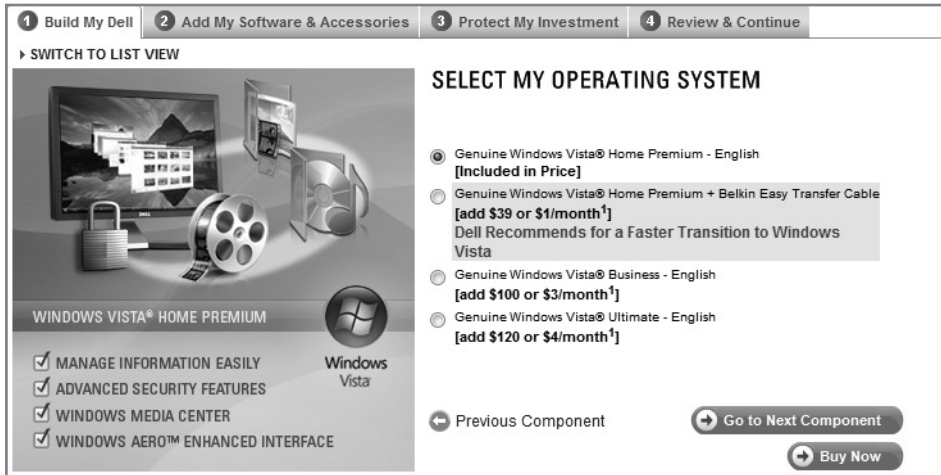 1 Build My Dell
2 Add My Software & Accessories
3 Protect My Investment
4 Review & Continue
SWITCH TO LIST VIEW
DELL
WINDOWS VISTA® HOME PREMIUM
MANAGE INFORMATION EASILY
ADVANCED SECURITY FEATURES
WINDOWS MEDIA CENTER
WINDOWS AERO™ ENHANCED INTERFACE
Windows
Vista
SELECT MY OPERATING SYSTEM
Genuine Windows Vista® Home Premium - English
[Included in Price]
Genuine Windows Vista® Home Premium + Belkin Easy Transfer Cable
[add $39 or $1/month1]
Dell Recommends for a Faster Transition to Windows
Vista
Genuine Windows Vista® Business - English
[add $100 or $3/month1]
Genuine Windows Vista® Ultimate - English
[add $120 or $4/month1]
Previous Component
Go to Next Component
Buy Now